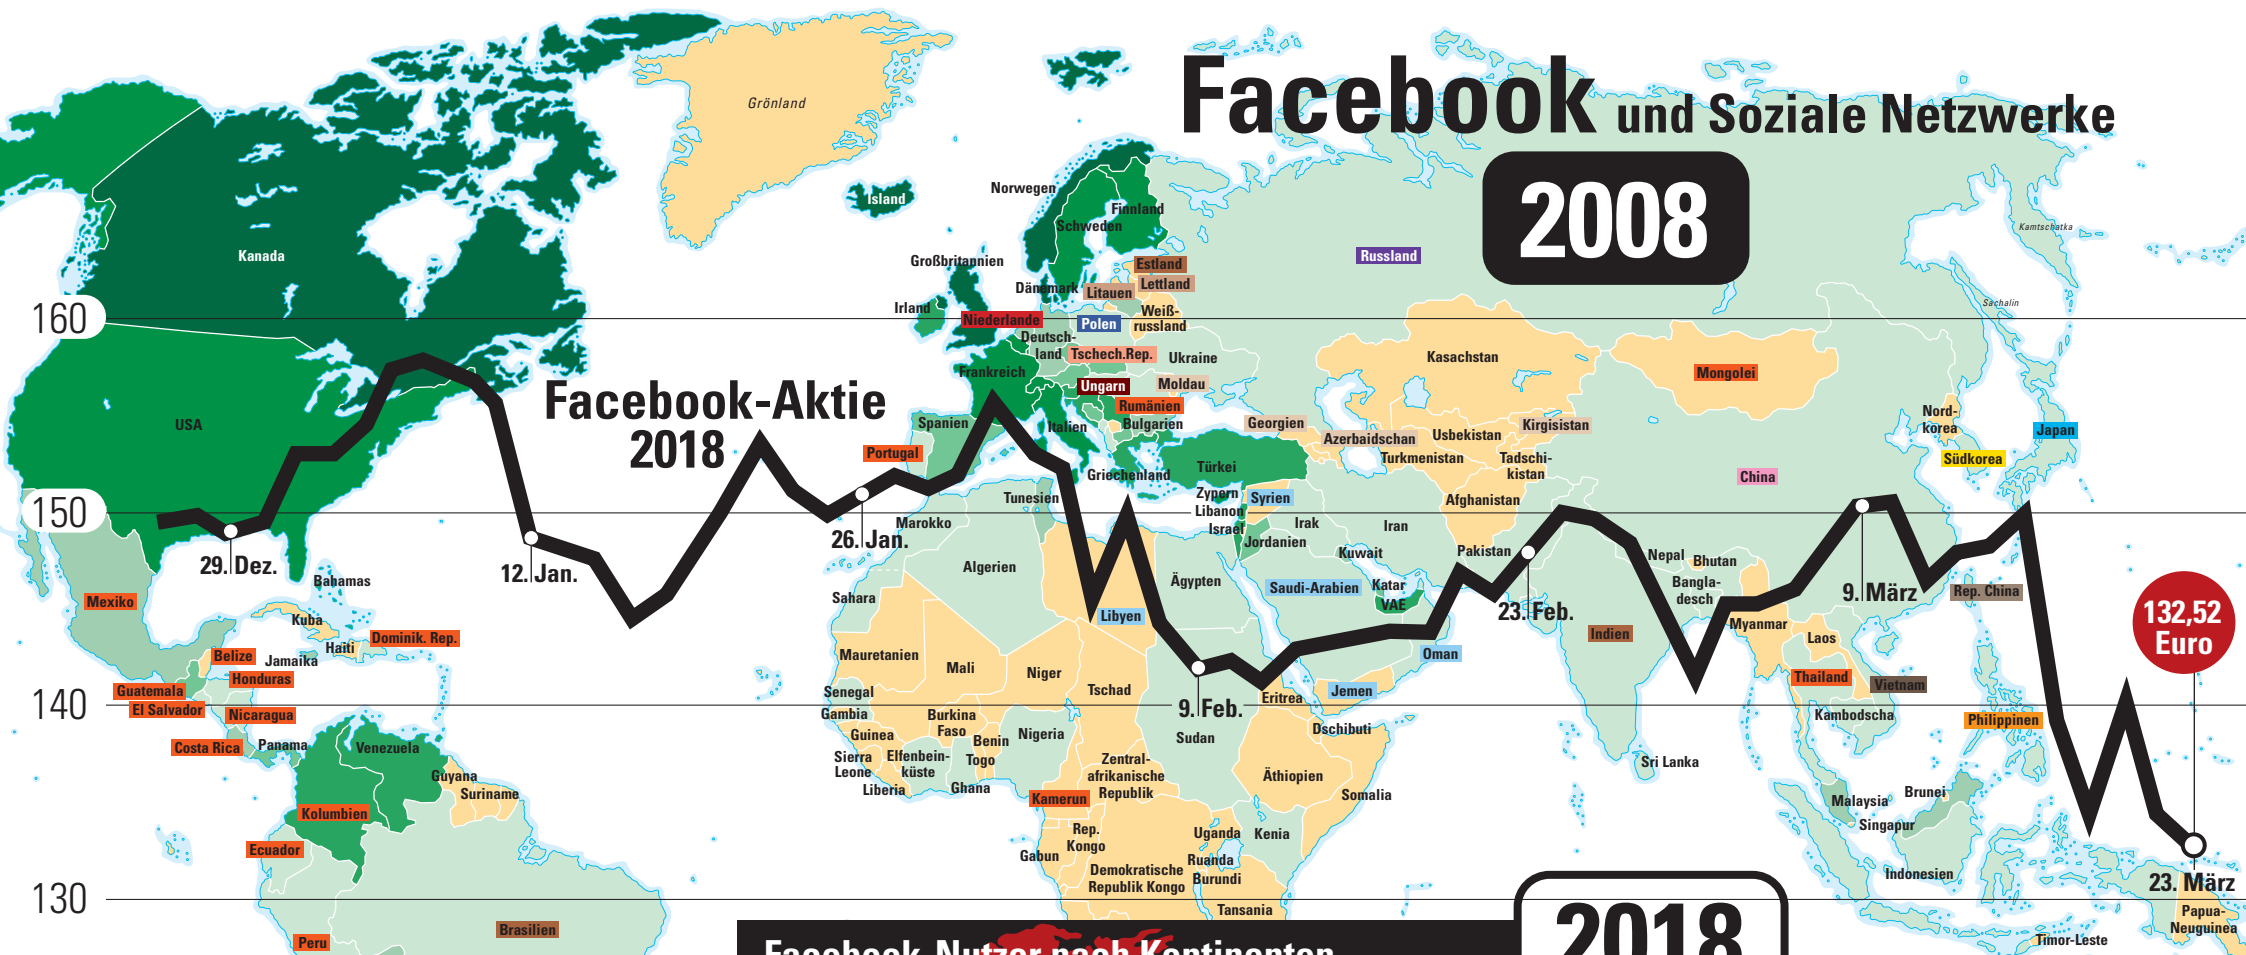 Facebook und Soziale Netzwerke
2008
Facebook-Aktie
2018
160
150
140
130
29. Dez.
12. Jan.
26. Jan.
9. Feb.
23. Feb.
9. März
23. März
132,52
Euro
Grönland
Island
Kanada
USA
Mexiko
Bahamas
Kuba
Haiti
Dominik. Rep.
Jamaika
Belize
Honduras
Guatemala
El Salvador
Nicaragua
Costa Rica
Panama
Venezuela
Guyana
Suriname
Kolumbien
Ecuador
Peru
Brasilien
Norwegen
Schweden
Finnland
Großbritannien
Irland
Dänemark
Estland
Lettland
Litauen
Weiß-
russland
Niederlande
Polen
Deutsch-
land
Tschech.Rep.
Ukraine
Frankreich
Ungarn
Moldau
Rumänien
Bulgarien
Italien
Spanien
Portugal
Griechenland
Türkei
Zypern
Libanon
Israel
Syrien
Jordanien
Irak
Iran
Kuwait
Katar
VAE
Saudi-Arabien
Oman
Jemen
Georgien
Azerbaidschan
Turkmenistan
Usbekistan
Kirgisistan
Tadschi-
kistan
Afghanistan
Pakistan
Kasachstan
Russland
Mongolei
China
Kamtschatka
Sachalin
Nord-
korea
Südkorea
Japan
Rep. China
Nepal
Bhutan
Bangla-
desch
Indien
Sri Lanka
Myanmar
Laos
Thailand
Vietnam
Kambodscha
Philippinen
Malaysia
Brunei
Singapur
Indonesien
Timor-Leste
Papua-
Neuguinea
Tunesien
Marokko
Algerien
Libyen
Ägypten
Sahara
Mauretanien
Mali
Niger
Tschad
Sudan
Eritrea
Dschibuti
Äthiopien
Somalia
Senegal
Gambia
Guinea
Sierra
Leone
Liberia
Elfenbein-
küste
Burkina
Faso
Ghana
Togo
Benin
Nigeria
Kamerun
Zentral-
afrikanische
Republik
Gabun
Rep.
Kongo
Demokratische
Republik Kongo
Uganda
Ruanda
Burundi
Kenia
Tansania
Facebook-Nutzer nach Kontinenten
2018